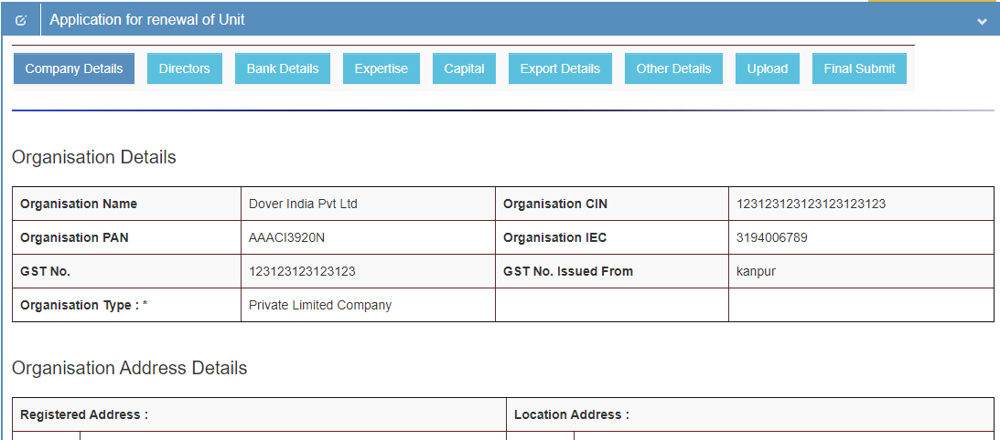 Application for renewal of Unit
Company Details Directors Bank Details Expertise Capital Export Details Other Details Upload Final Submit
Organisation Details
Organisation Name Dover India Pvt Ltd Organisation CIN 123123123123123123123
Organisation PAN AAACI3920N Organisation IEC 3194006789
GST No. 123123123123123 GST No. Issued From kanpur
Organisation Type : * Private Limited Company
Organisation Address Details
Registered Address : Location Address :